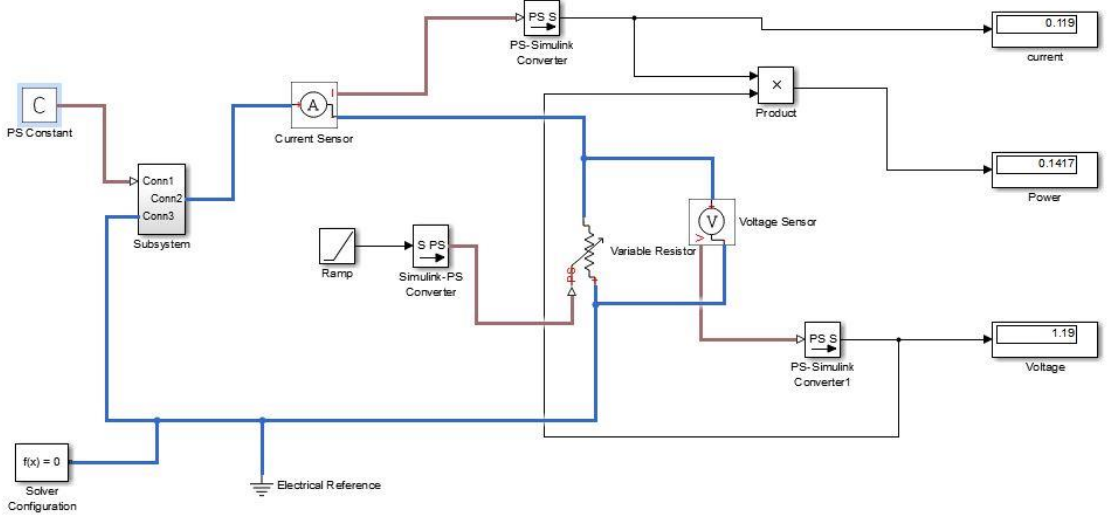 PS S
PS-Simulink
Converter
0.119
current
C
PS Constant
A
I
Current Sensor
×
Product
0.1417
Power
Conn1
Conn2
Conn3
Subsystem
V
V
Voltage Sensor
Ramp
S PS
Simulink-PS
Converter
PS
Variable Resistor
PS S
PS-Simulink
Converter1
1.19
Voltage
f(x) = 0
Solver
Configuration
Electrical Reference